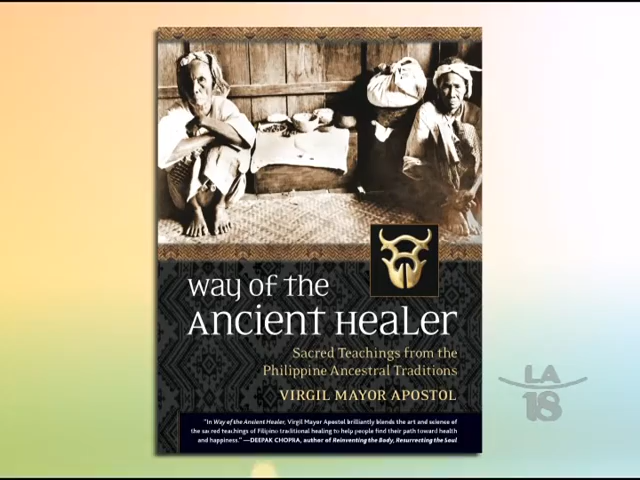 way of the
Ancient Healer
Sacred Teachings from the
Philippine Ancestral Traditions
VIRGIL MAYOR APOSTOL
"In Way of the Ancient Healer, Virgil Mayor Apostol brilliantly blends the art and science of
the sacred teachings of Filipino traditional healing to help people find their path toward health
and happiness." —DEEPAK CHOPRA, author of Reinventing the Body, Resurrecting the Soul
LA
18